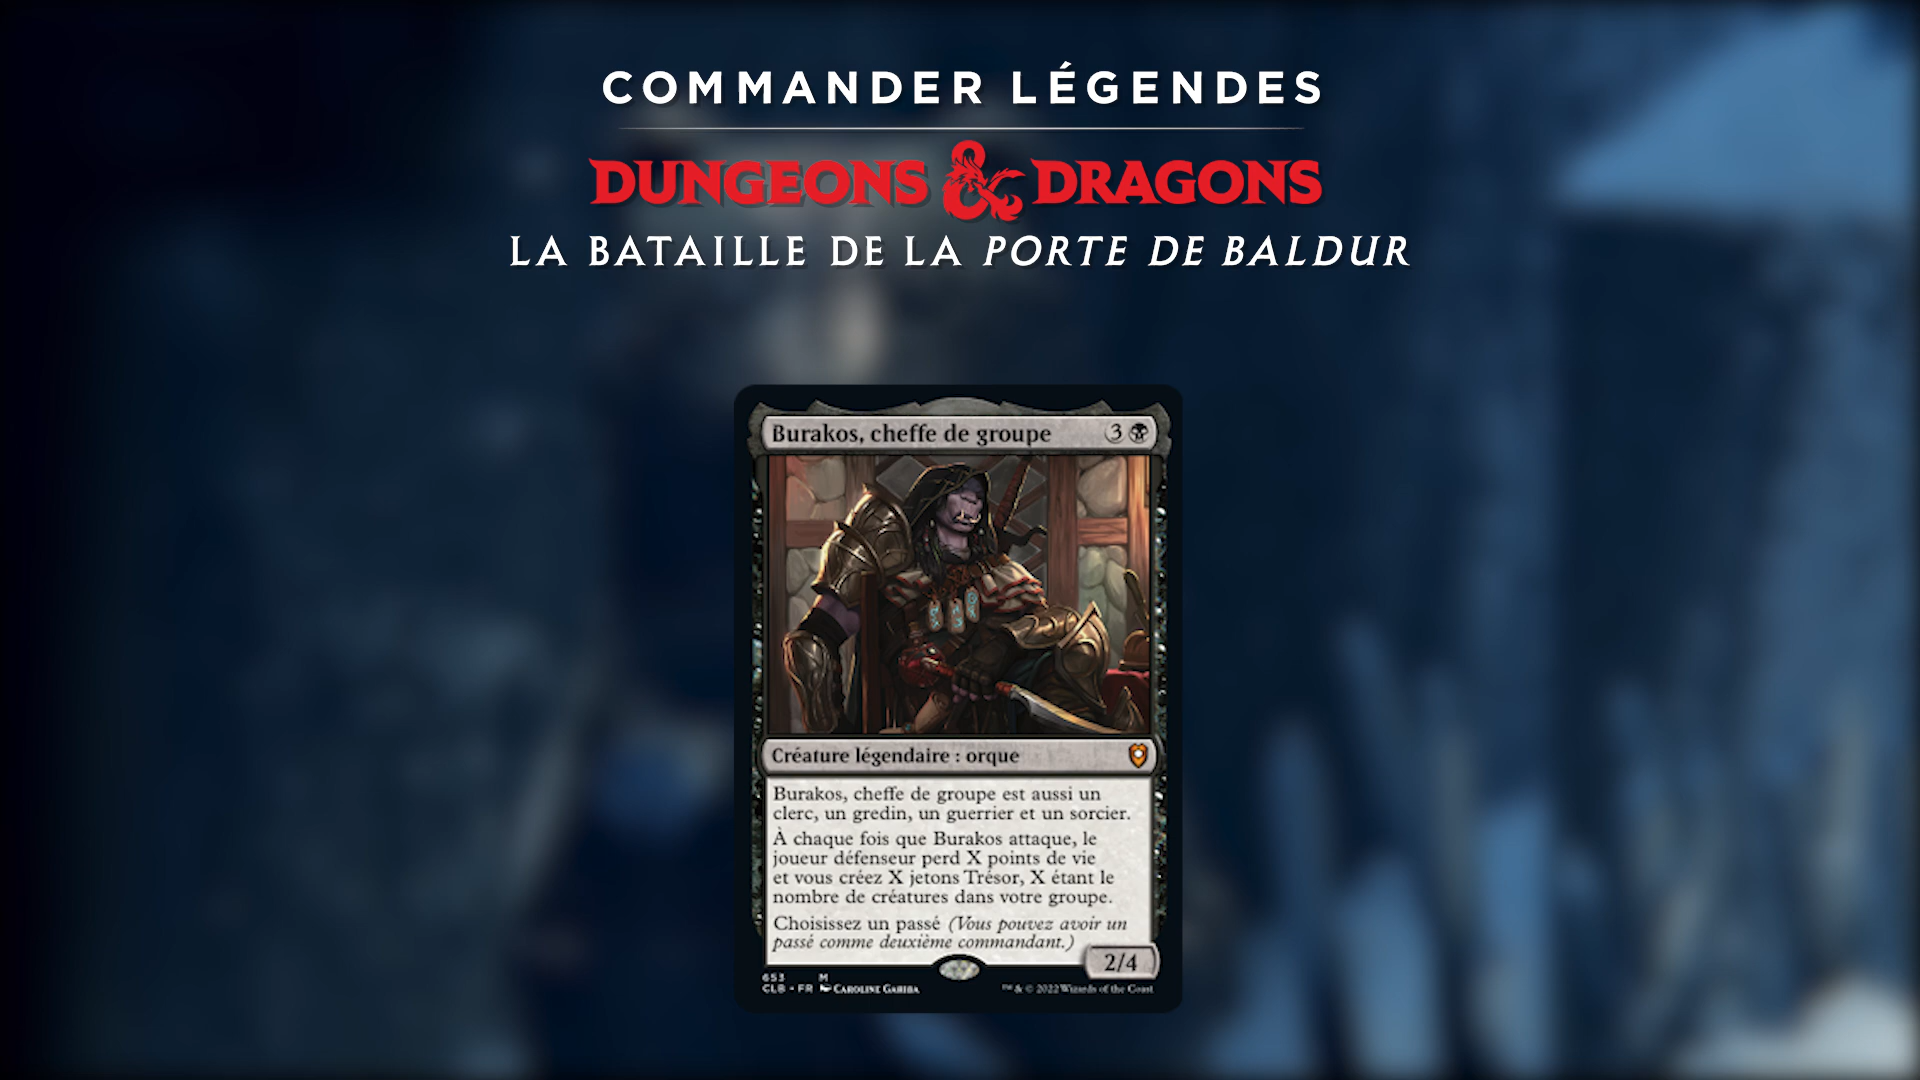 COMMANDER LÉGENDES
DUNGEONS & DRAGONS
LA BATAILLE DE LA PORTE DE BALDUR
Burakos, cheffe de groupe 3
Créature légendaire : orque
Burakos, cheffe de groupe est aussi un
clerc, un gredin, un guerrier et un sorcier.
À chaque fois que Burakos attaque, le
joueur défenseur perd X points de vie
et vous créez X jetons Trésor, X étant le
nombre de créatures dans votre groupe.
Choisissez un passé (Vous pouvez avoir un
passé comme deuxième commandant.)
2/4
653 M
CLB • FR Caroline Gariba
™ & © 2022 Wizards of the Coast